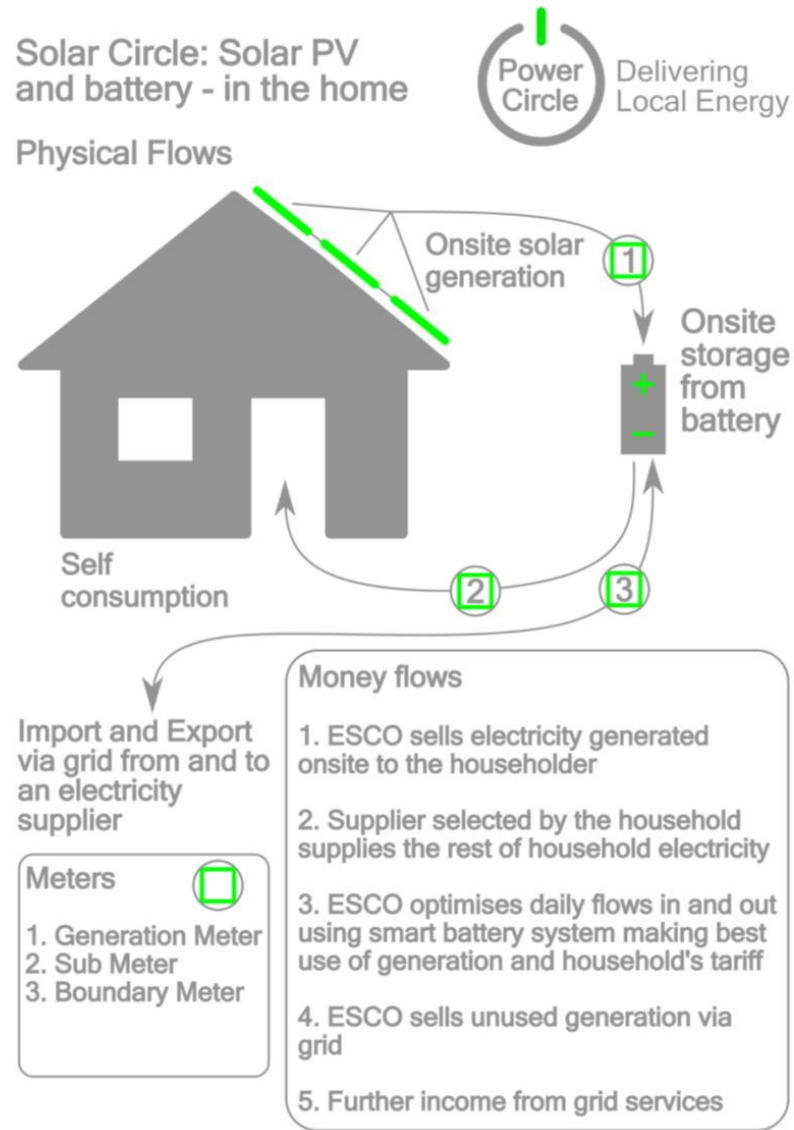 Solar Circle: Solar PV
and battery - in the home
Power
Circle
Delivering
Local Energy
Physical Flows
Onsite solar
generation
1
Onsite
storage
from
battery
+
–
Self
consumption
2
3
Import and Export
via grid from and to
an electricity
supplier
Meters
1. Generation Meter
2. Sub Meter
3. Boundary Meter
Money flows
1. ESCO sells electricity generated
onsite to the householder
2. Supplier selected by the household
supplies the rest of household electricity
3. ESCO optimises daily flows in and out
using smart battery system making best
use of generation and household's tariff
4. ESCO sells unused generation via
grid
5. Further income from grid services